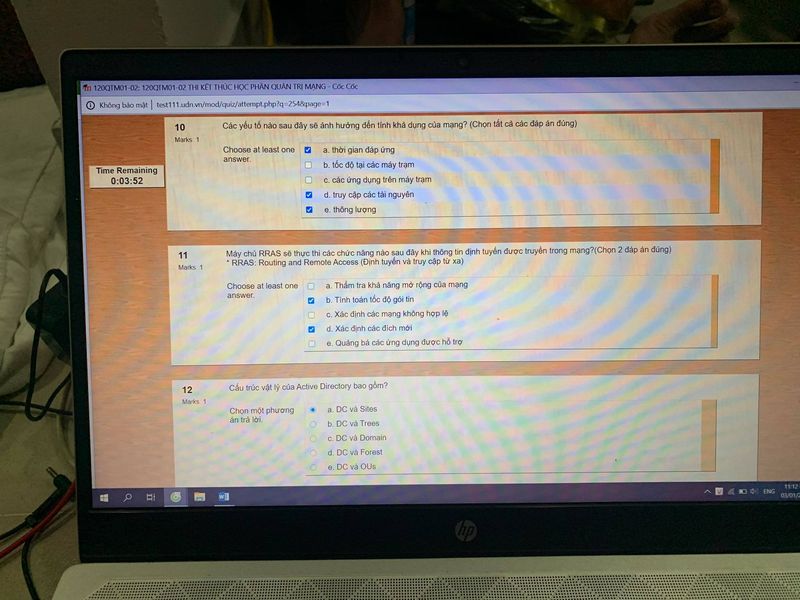 120QTM01-02: 120QTM01-02 THI KẾT THÚC HỌC PHẦN QUẢN TRỊ MẠNG - Cốc Cốc
Không bảo mật | test111.udn.vn/mod/quiz/attempt.php?q=254&page=1
Time Remaining
0:03:52
10
Marks 1
Các yếu tố nào sau đây sẽ ảnh hưởng đến tính khả dụng của mạng? (Chọn tất cả các đáp án đúng)
Choose at least one
answer.
a. thời gian đáp ứng
b. tốc độ tại các máy trạm
c. các ứng dụng trên máy trạm
d. truy cập các tài nguyên
e. thông lượng
11
Marks 1
Máy chủ RRAS sẽ thực thi các chức năng nào sau đây khi thông tin định tuyến được truyền trong mạng?(Chọn 2 đáp án đúng)
* RRAS: Routing and Remote Access (Định tuyến và truy cập từ xa)
Choose at least one
answer.
a. Thẩm tra khả năng mở rộng của mạng
b. Tính toán tốc độ gói tin
c. Xác định các mạng không hợp lệ
d. Xác định các đích mới
e. Quảng bá các ứng dụng được hỗ trợ
12
Marks 1
Cấu trúc vật lý của Active Directory bao gồm?
Chọn một phương
án trả lời.
a. DC và Sites
b. DC và Trees
c. DC và Domain
d. DC và Forest
e. DC và OUs
ENG
11:12
hp